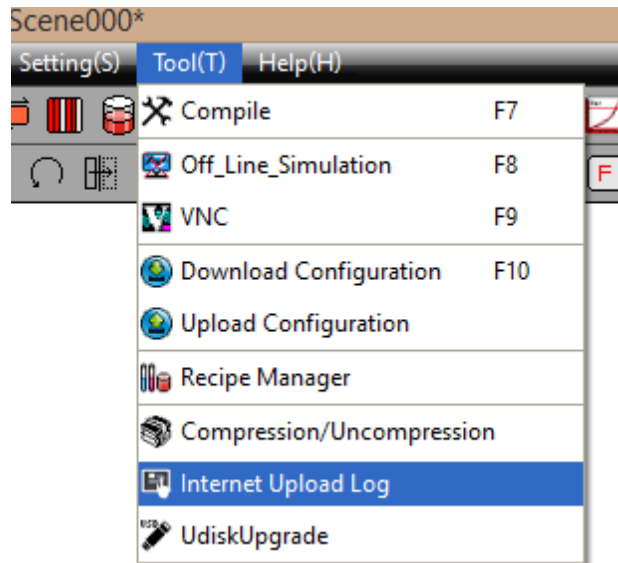 Scene000*
Setting(S) Tool(T) Help(H)
Compile F7
Off_Line_Simulation F8
VNC F9
Download Configuration F10
Upload Configuration
Recipe Manager
Compression/Uncompression
Internet Upload Log
UdiskUpgrade
F